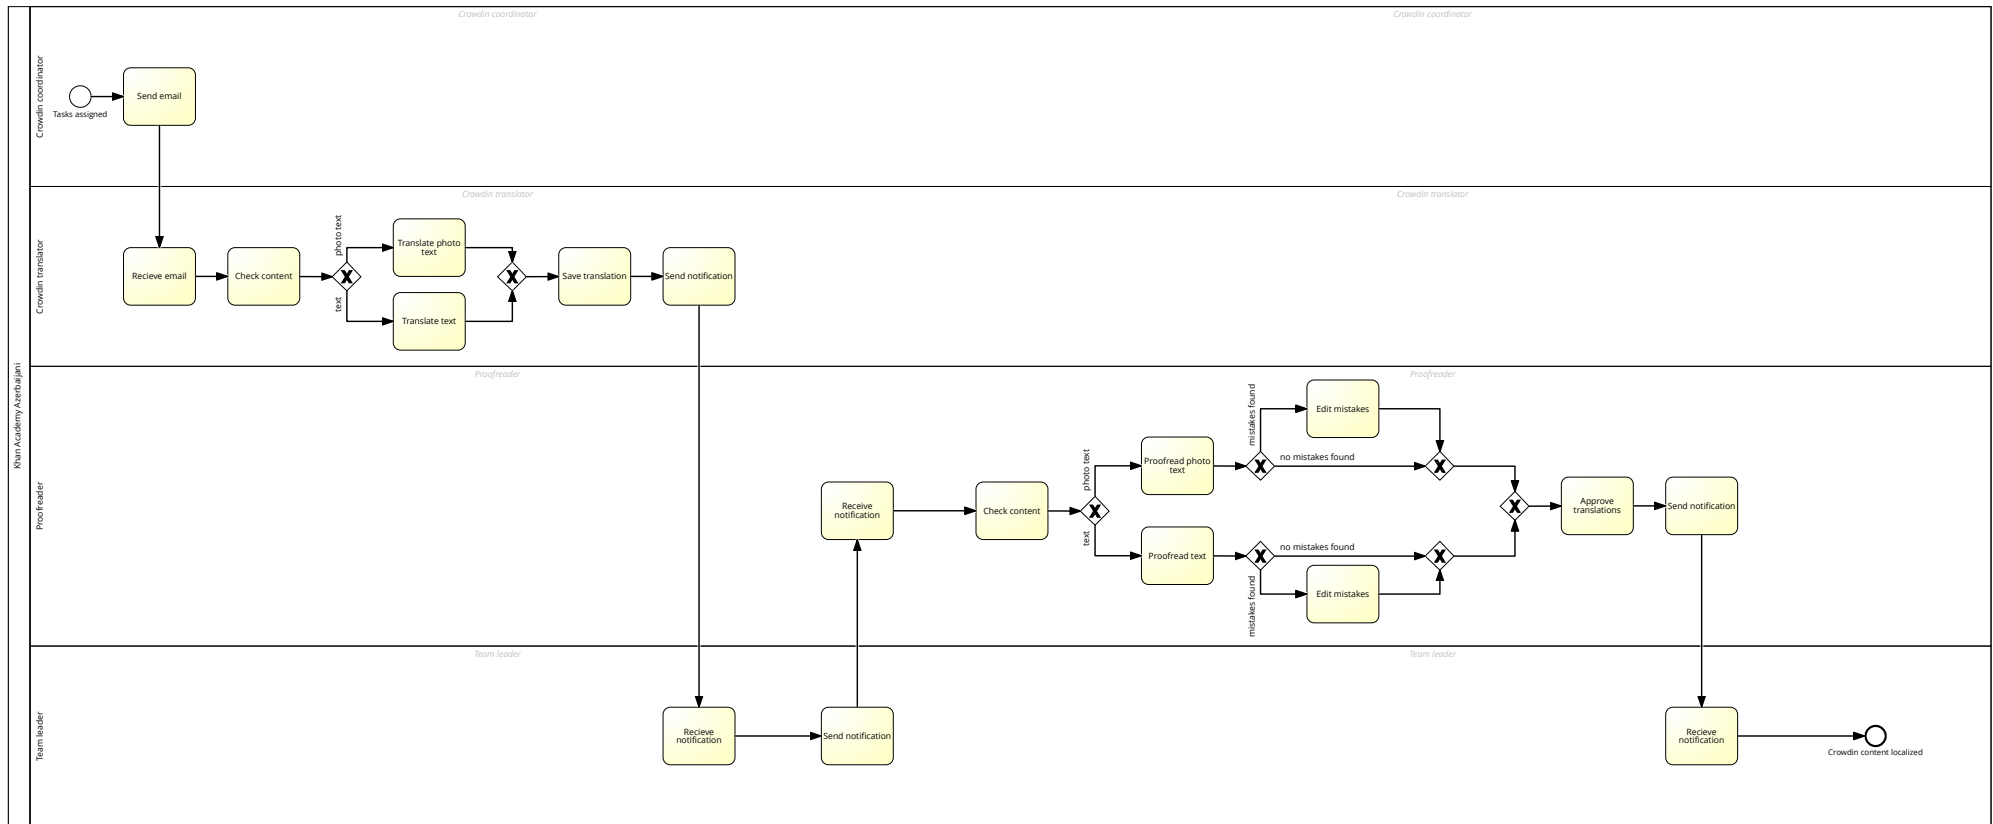 Khan Academy Azerbaijani
Crowdin coordinator
Crowdin coordinator
Crowdin coordinator
Tasks assigned
Send email
Crowdin translator
Crowdin translator
Crowdin translator
Recieve email
Check content
photo text
text
Translate photo
text
Translate text
Save translation
Send notification
Proofreader
Proofreader
Proofreader
Receive
notification
Check content
photo text
text
Proofread photo
text
Proofread text
mistakes found
no mistakes found
Edit mistakes
no mistakes found
mistakes found
Edit mistakes
Approve
translations
Send notification
Team leader
Team leader
Team leader
Recieve
notification
Send notification
Recieve
notification
Crowdin content localized